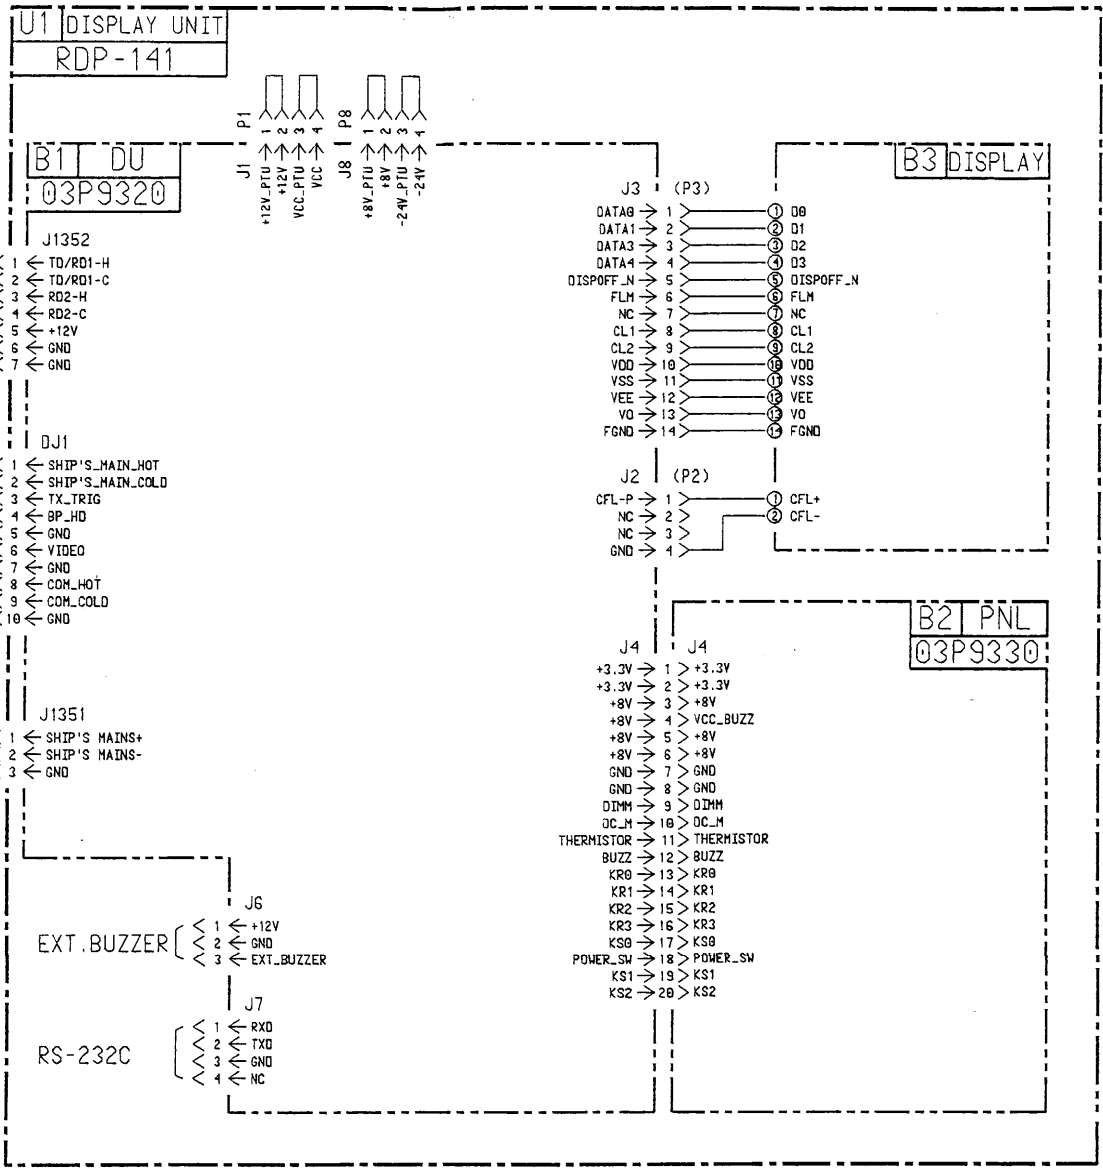 U1 DISPLAY UNIT
RDP-141
P1 1 2 3 4
J1 +12V_PTU +12V VCC_PTU VCC
P8 1 2 3 4
J8 +8V_PTU +8V -24V_PTU -24V
B1 DU
03P9320
B3 DISPLAY
J1352
1 TD/RD1-H
2 TD/RD1-C
3 RD2-H
4 RD2-C
5 +12V
6 GND
7 GND
DJ1
1 SHIP'S_MAIN_HOT
2 SHIP'S_MAIN_COLD
3 TX_TRIG
4 BP_HD
5 GND
6 VIDEO
7 GND
8 COM_HOT
9 COM_COLD
10 GND
J1351
1 SHIP'S MAINS+
2 SHIP'S MAINS-
3 GND
J6
EXT.BUZZER
1 +12V
2 GND
3 EXT_BUZZER
J7
RS-232C
1 RXD
2 TXD
3 GND
4 NC
J3 (P3)
DATA0 1 1 D0
DATA1 2 2 D1
DATA3 3 3 D2
DATA4 4 4 D3
DISPOFF_N 5 5 DISPOFF_N
FLM 6 6 FLM
NC 7 7 NC
CL1 8 8 CL1
CL2 9 9 CL2
VDD 10 10 VDD
VSS 11 11 VSS
VEE 12 12 VEE
VO 13 13 VO
FGND 14 14 FGND
J2 (P2)
CFL-P 1 1 CFL+
NC 2 2 CFL-
NC 3
GND 4
B2 PNL
03P9330
J4 J4
+3.3V 1 +3.3V
+3.3V 2 +3.3V
+8V 3 +8V
+8V 4 VCC_BUZZ
+8V 5 +8V
+8V 6 +8V
GND 7 GND
GND 8 GND
DIMM 9 DIMM
DC_M 10 DC_M
THERMISTOR 11 THERMISTOR
BUZZ 12 BUZZ
KR0 13 KR0
KR1 14 KR1
KR2 15 KR2
KR3 16 KR3
KS0 17 KS0
POWER_SW 18 POWER_SW
KS1 19 KS1
KS2 20 KS2